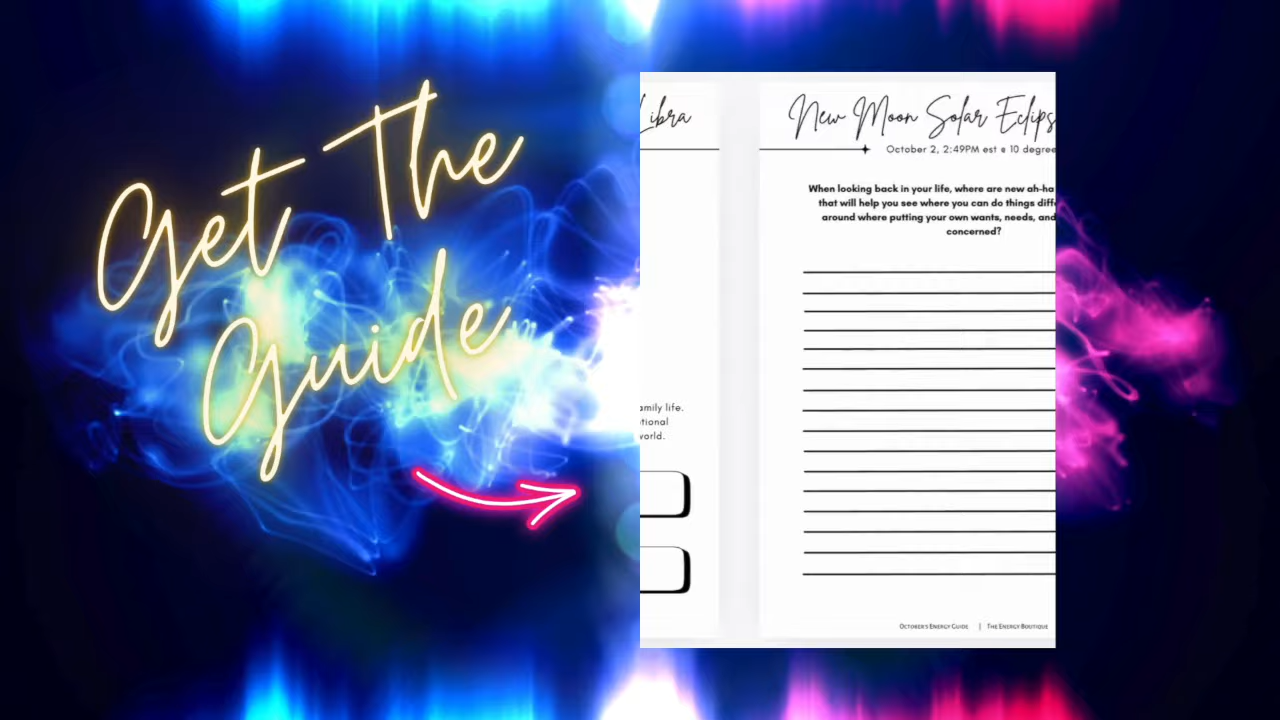 Get The
Guide
Libra
amily life.
otional
world.
New Moon Solar Eclips
October 2, 2:49PM est @ 10 degree
When looking back in your life, where are new ah-ha
that will help you see where you can do things diff
around where putting your own wants, needs, and
concerned?
October's Energy Guide | The Energy Boutique